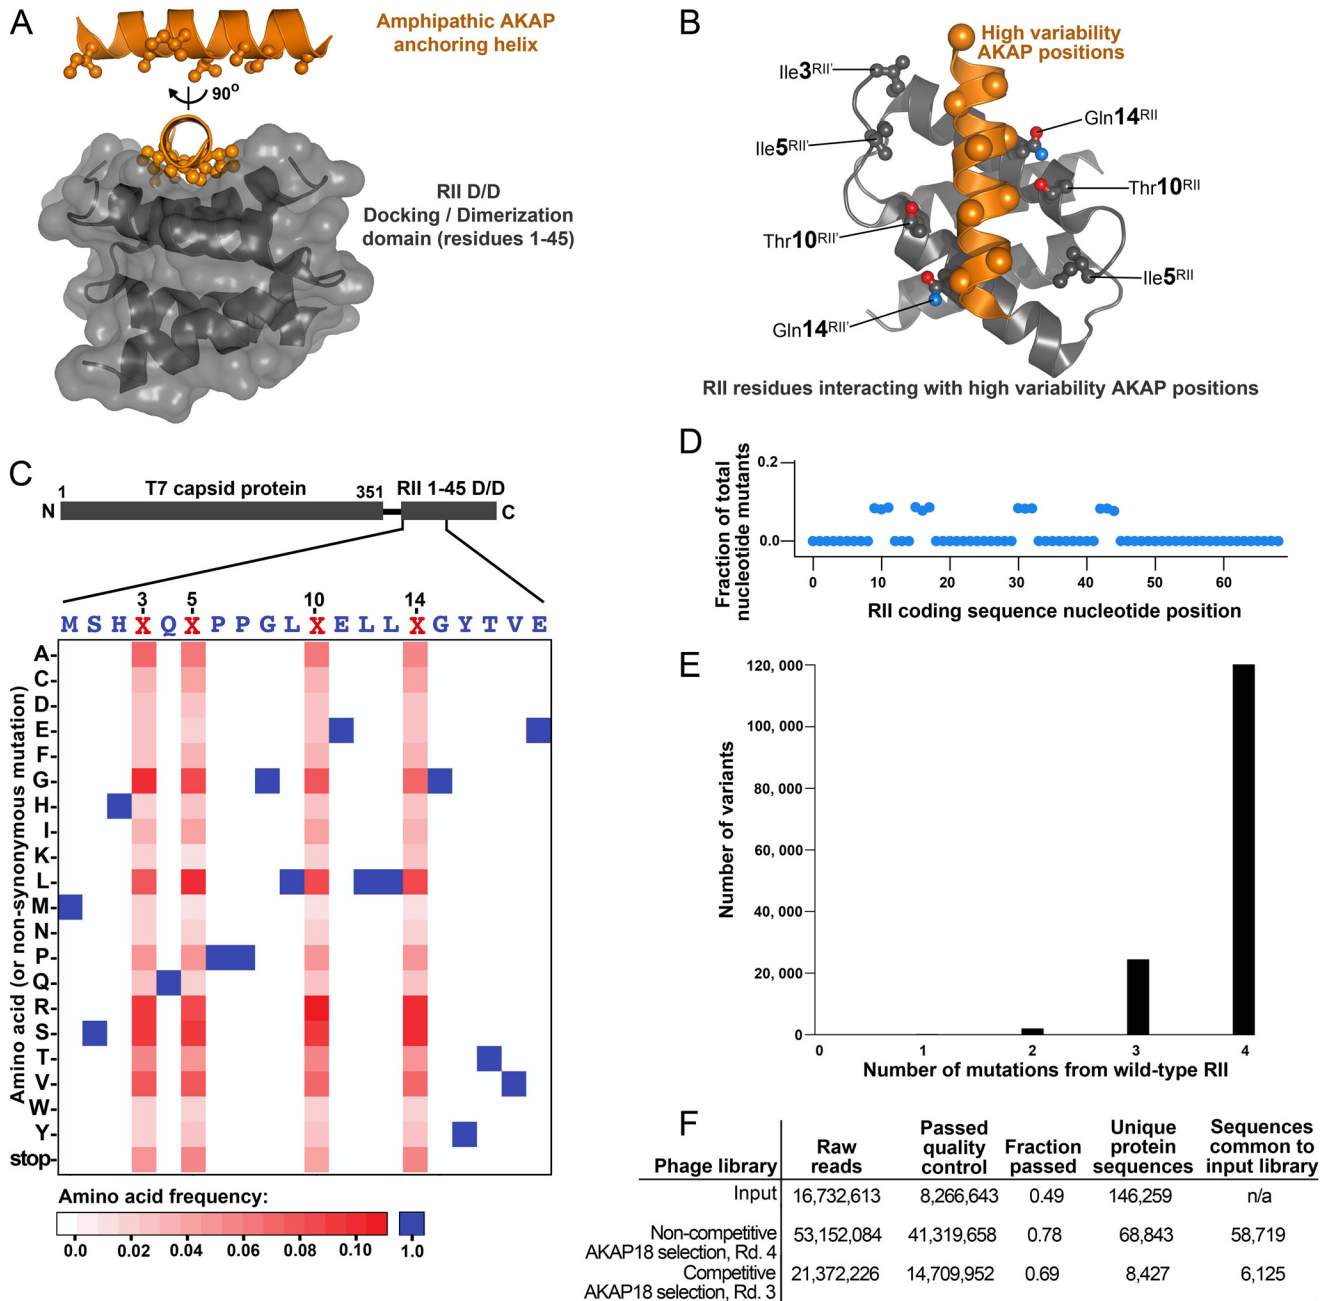 A
Amphipathic AKAP
anchoring helix
90o
RII D/D
Docking / Dimerization
domain (residues 1-45)
B
High variability
AKAP positions
Ile3RII'
Gln14RII
Ile5RII'
Thr10RII
Thr10RII'
Ile5RII
Gln14RII'
RII residues interacting with high variability AKAP positions
C
1 T7 capsid protein 351 RII 1-45 D/D
N C
3 5 10 14
M S H X Q X P P G L X E L L X G Y T V E
Amino acid (or non-synonymous mutation)
A
C
D
E
F
G
H
I
K
L
M
N
P
Q
R
S
T
V
W
Y
stop
Amino acid frequency:
0.0 0.02 0.04 0.06 0.08 0.10 1.0
D
Fraction of total
nucleotide mutants
0.2
0.0
0 10 20 30 40 50 60
RII coding sequence nucleotide position
E
Number of variants
120, 000
100, 000
80, 000
60, 000
40, 000
20, 000
0
0 1 2 3 4
Number of mutations from wild-type RII
F
Phage library Raw reads Passed quality control Fraction passed Unique protein sequences Sequences common to input library
Input 16,732,613 8,266,643 0.49 146,259 n/a
Non-competitive
AKAP18 selection, Rd. 4 53,152,084 41,319,658 0.78 68,843 58,719
Competitive
AKAP18 selection, Rd. 3 21,372,226 14,709,952 0.69 8,427 6,125